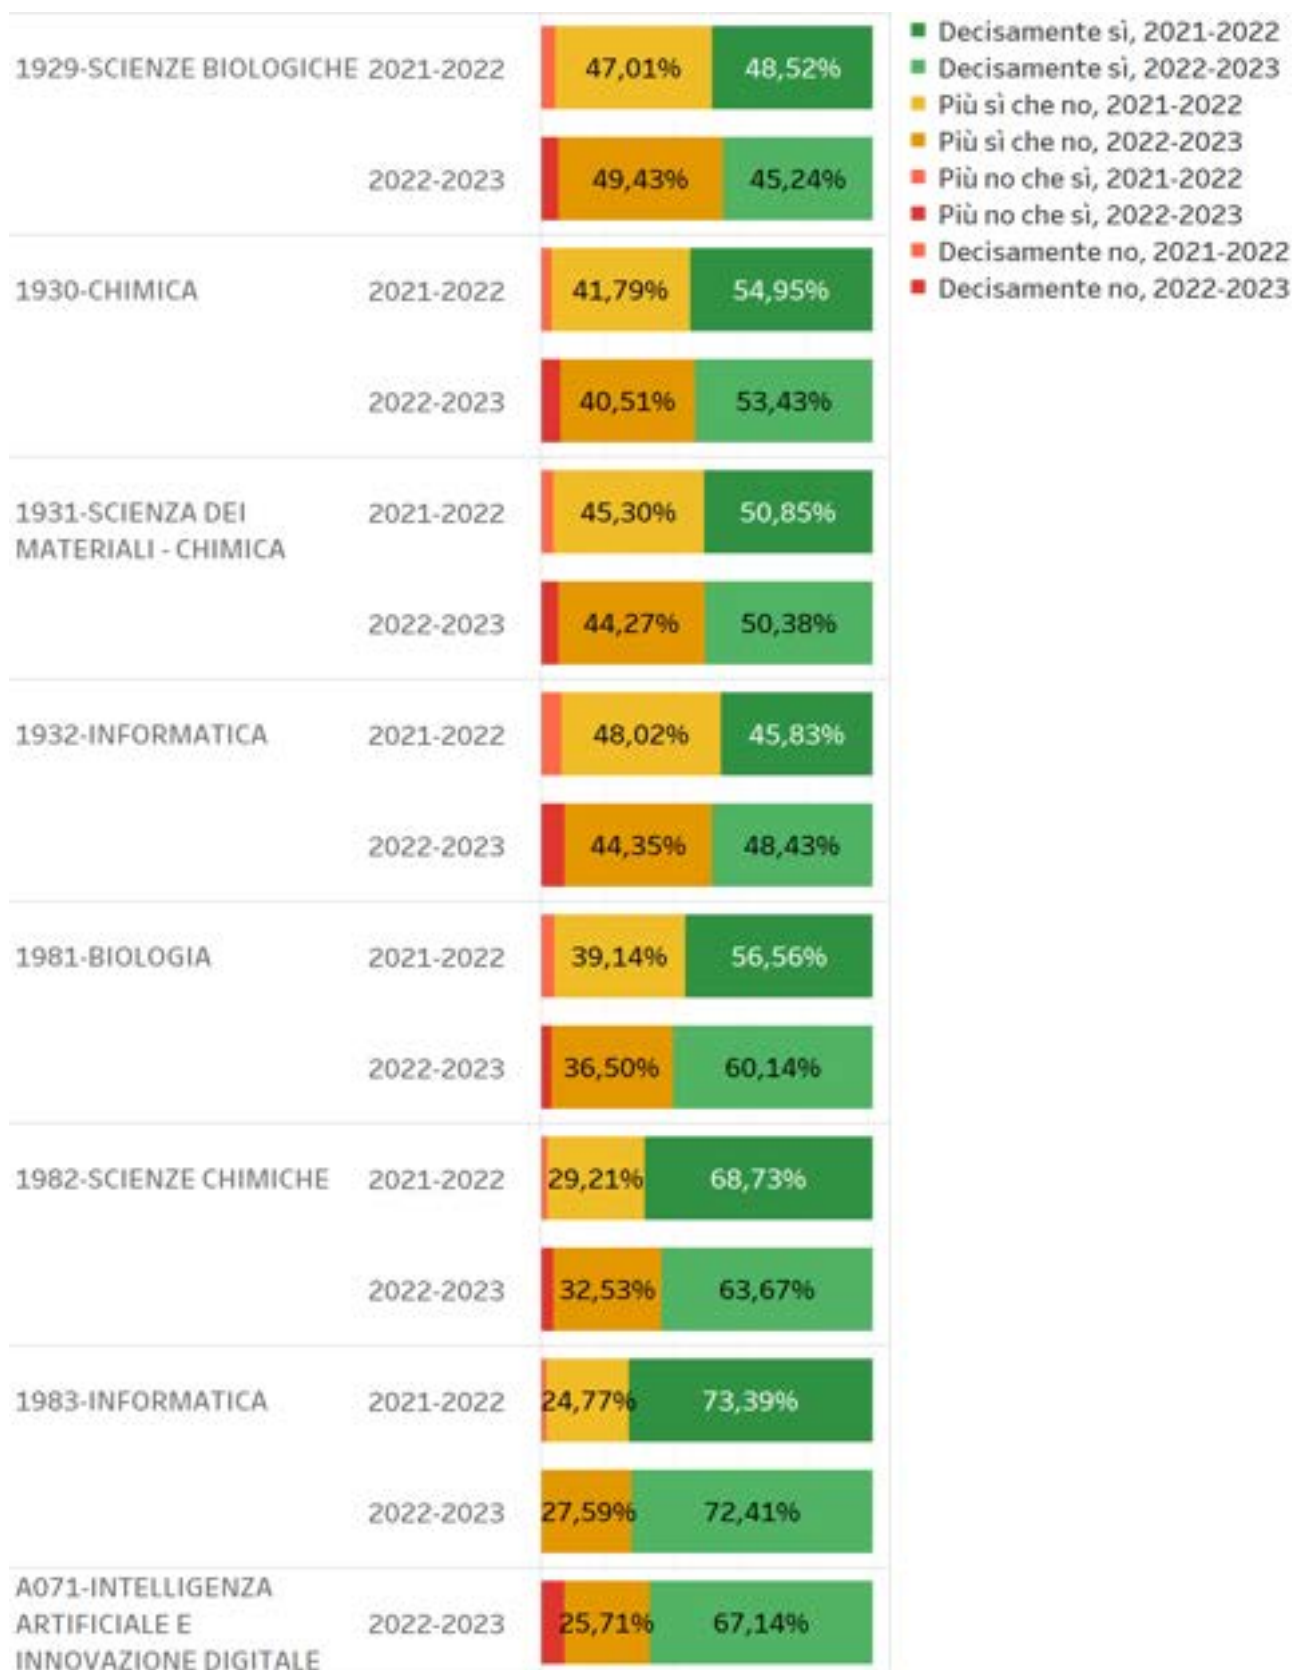 1929-SCIENZE BIOLOGICHE 2021-2022 47,01% 48,52%
2022-2023 49,43% 45,24%
1930-CHIMICA 2021-2022 41,79% 54,95%
2022-2023 40,51% 53,43%
1931-SCIENZA DEI
MATERIALI - CHIMICA
2021-2022 45,30% 50,85%
2022-2023 44,27% 50,38%
1932-INFORMATICA 2021-2022 48,02% 45,83%
2022-2023 44,35% 48,43%
1981-BIOLOGIA 2021-2022 39,14% 56,56%
2022-2023 36,50% 60,14%
1982-SCIENZE CHIMICHE 2021-2022 29,21% 68,73%
2022-2023 32,53% 63,67%
1983-INFORMATICA 2021-2022 24,77% 73,39%
2022-2023 27,59% 72,41%
A071-INTELLIGENZA
ARTIFICIALE E
INNOVAZIONE DIGITALE
2022-2023 25,71% 67,14%
Decisamente sì, 2021-2022
Decisamente sì, 2022-2023
Più sì che no, 2021-2022
Più sì che no, 2022-2023
Più no che sì, 2021-2022
Più no che sì, 2022-2023
Decisamente no, 2021-2022
Decisamente no, 2022-2023